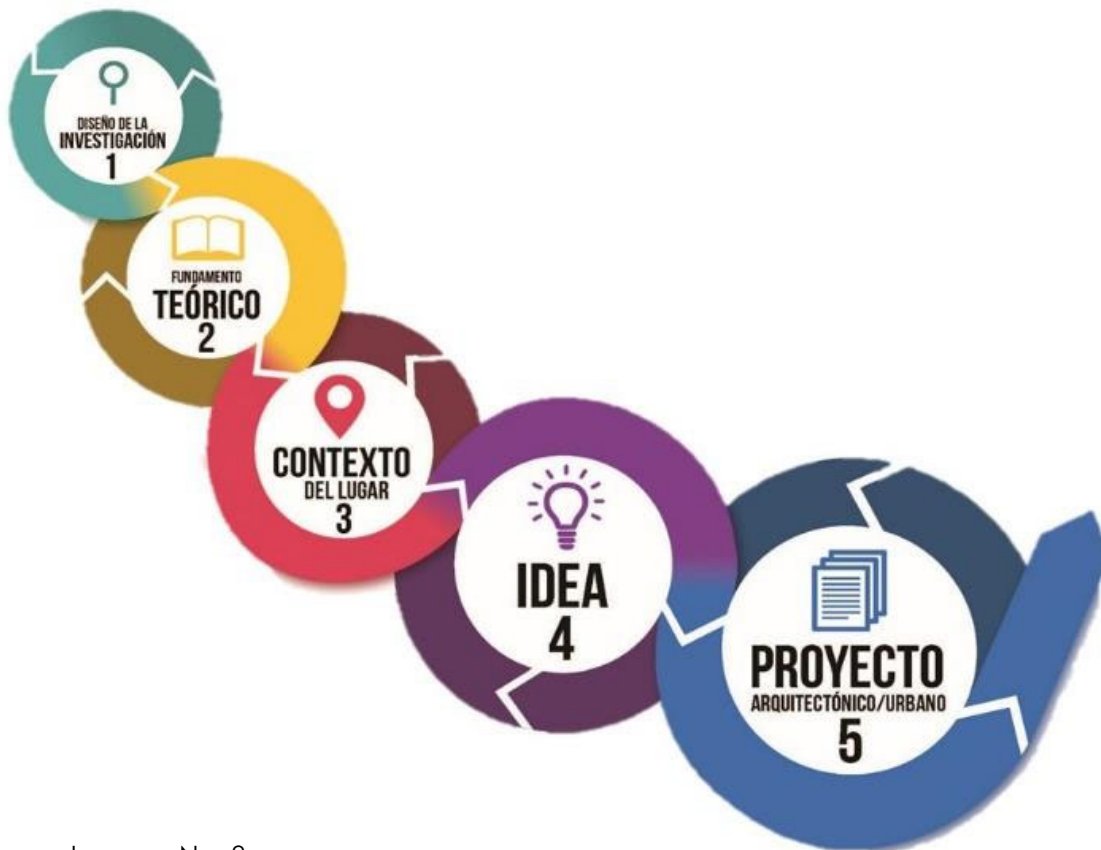 DISEÑO DE LA
INVESTIGACIÓN
1
FUNDAMENTO
TEÓRICO
2
CONTEXTO
DEL LUGAR
3
IDEA
4
PROYECTO
ARQUITECTÓNICO/URBANO
5